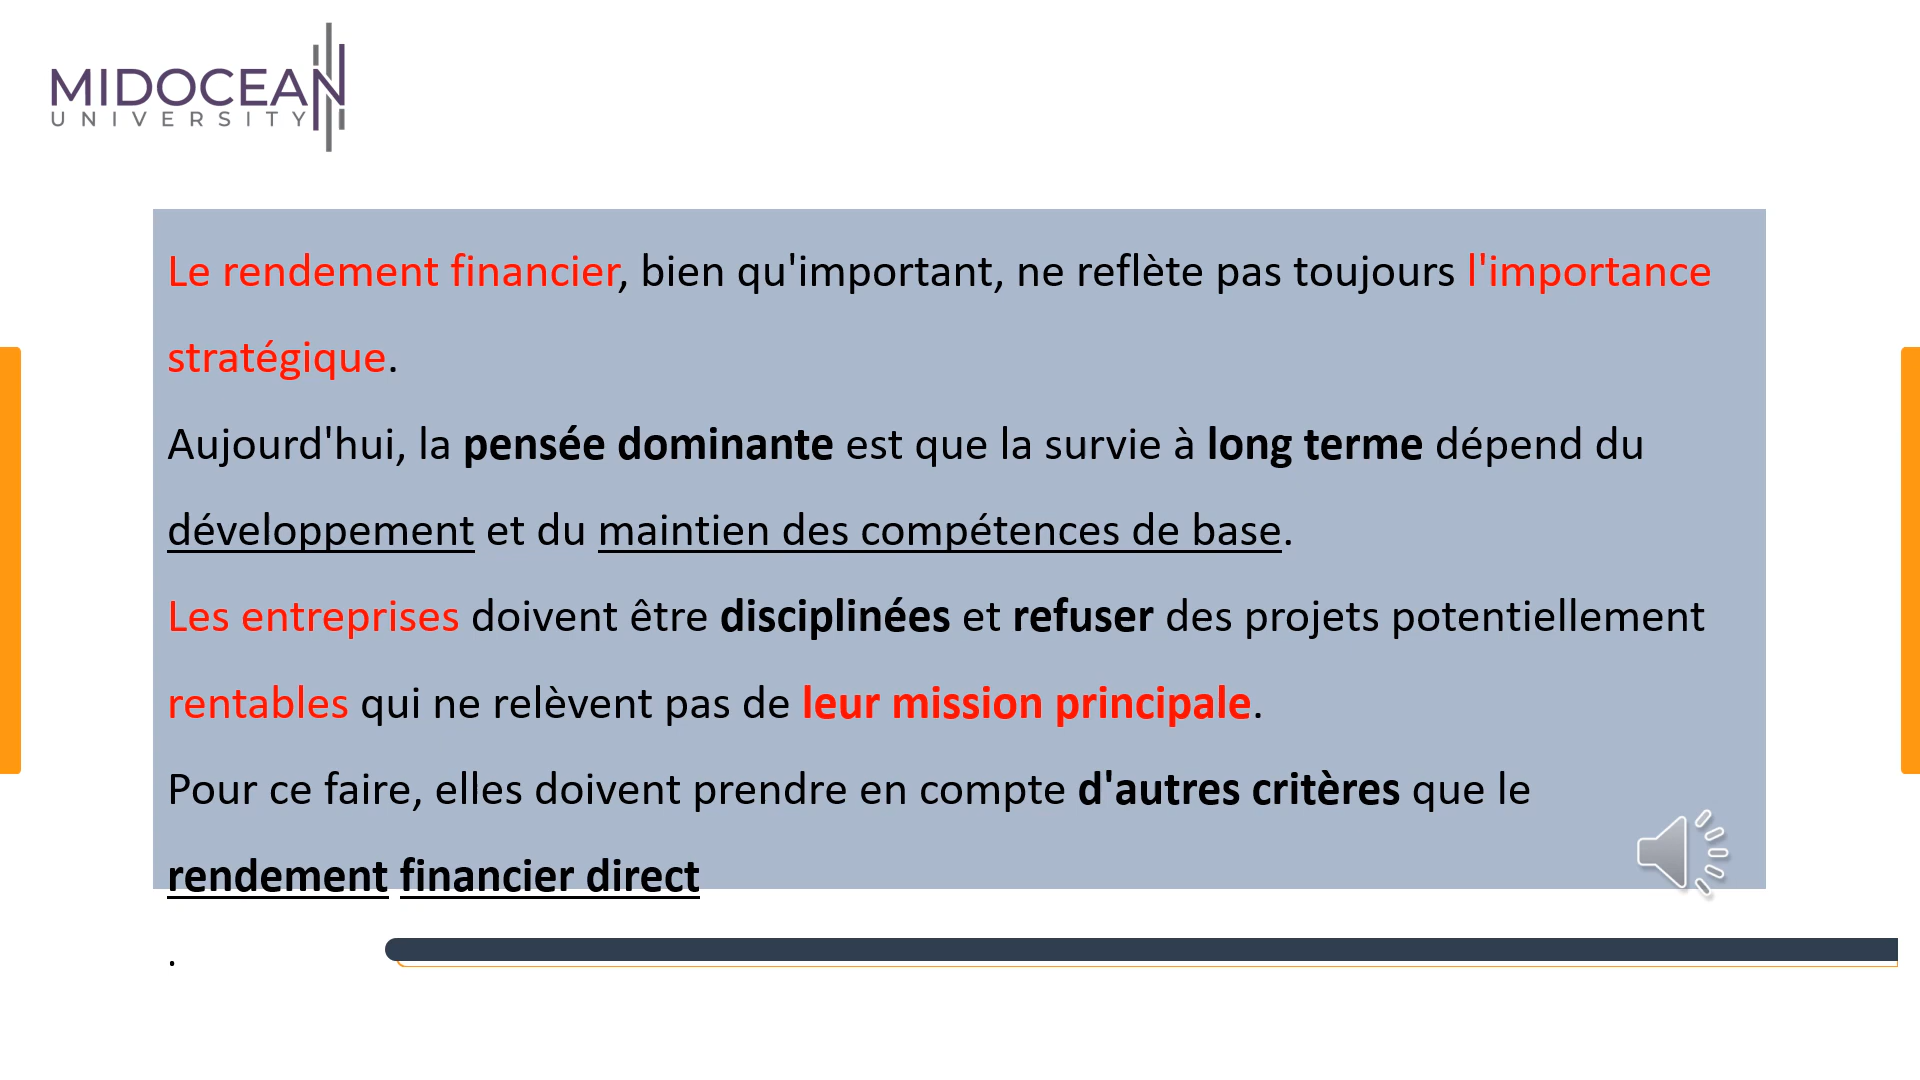 MIDOCEAN
UNIVERSITY
Le rendement financier, bien qu'important, ne reflète pas toujours l'importance
stratégique.
Aujourd'hui, la pensée dominante est que la survie à long terme dépend du
développement et du maintien des compétences de base.
Les entreprises doivent être disciplinées et refuser des projets potentiellement
rentables qui ne relèvent pas de leur mission principale.
Pour ce faire, elles doivent prendre en compte d'autres critères que le
rendement financier direct
.